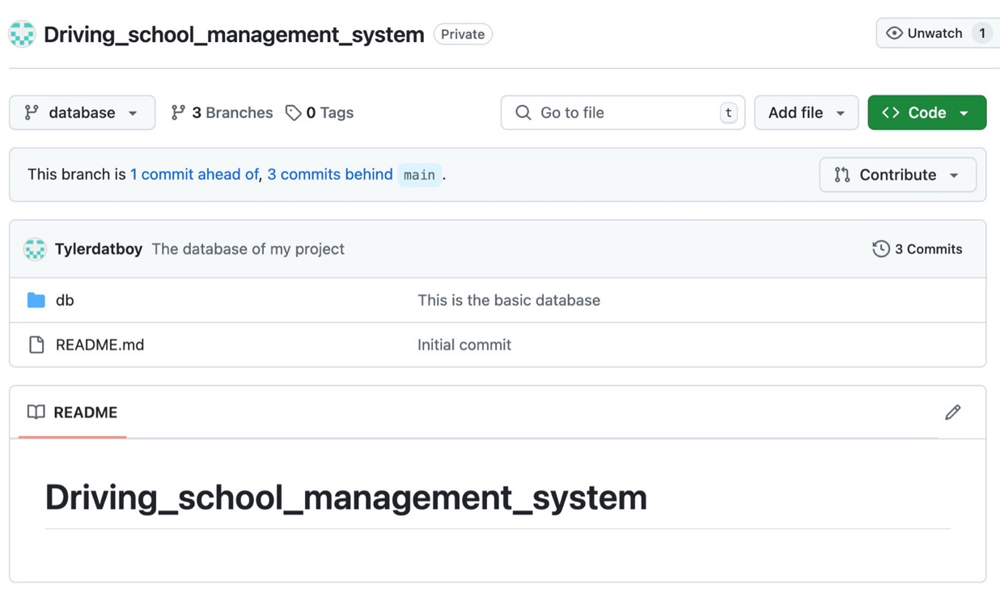 Driving_school_management_system Private Unwatch 1
database 3 Branches 0 Tags Go to file t Add file Code
This branch is 1 commit ahead of, 3 commits behind main . Contribute
Tylerdatboy The database of my project 3 Commits
db This is the basic database
README.md Initial commit
README
Driving_school_management_system